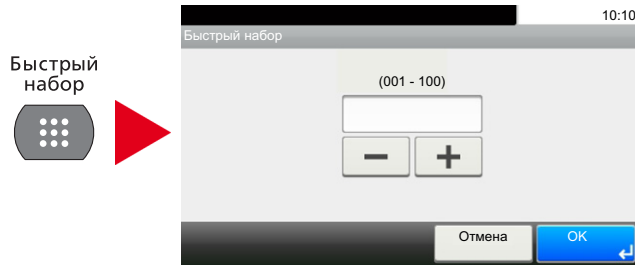 Быстрый
набор
10:10
Быстрый набор
(001 - 100)
Отмена
OK